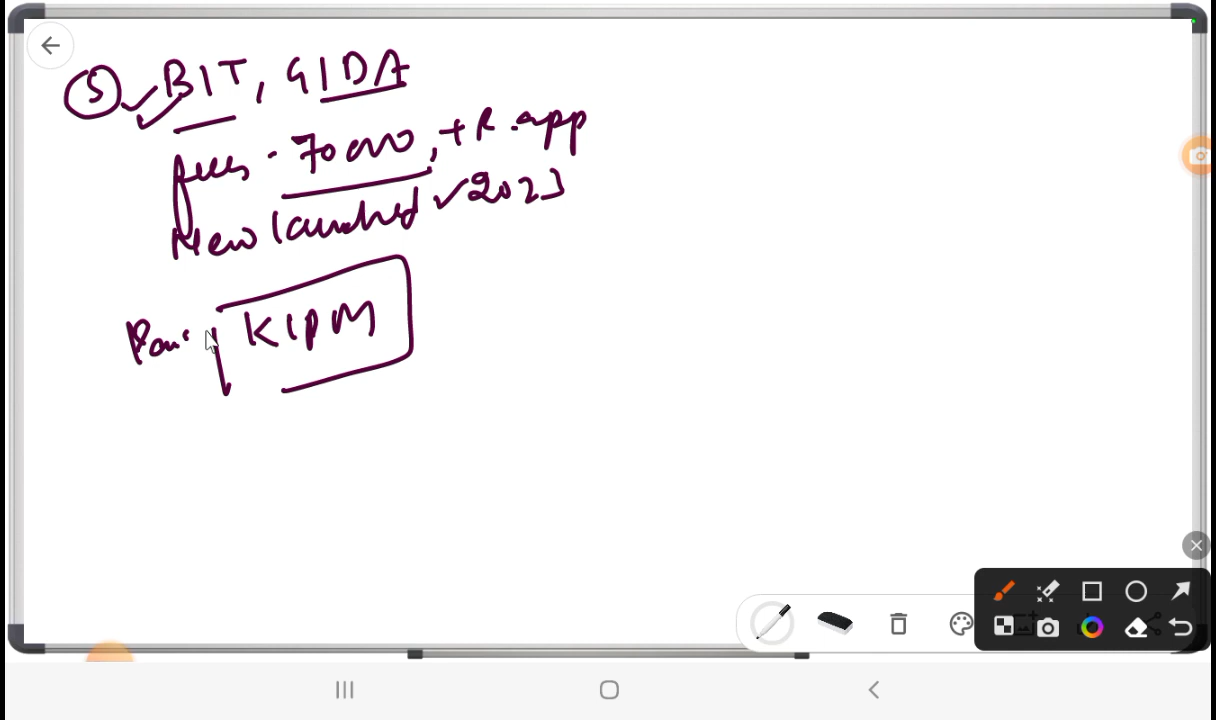 5 BIT, GIDA
fees - 70000, + R.app
New launched 2023
KIPM